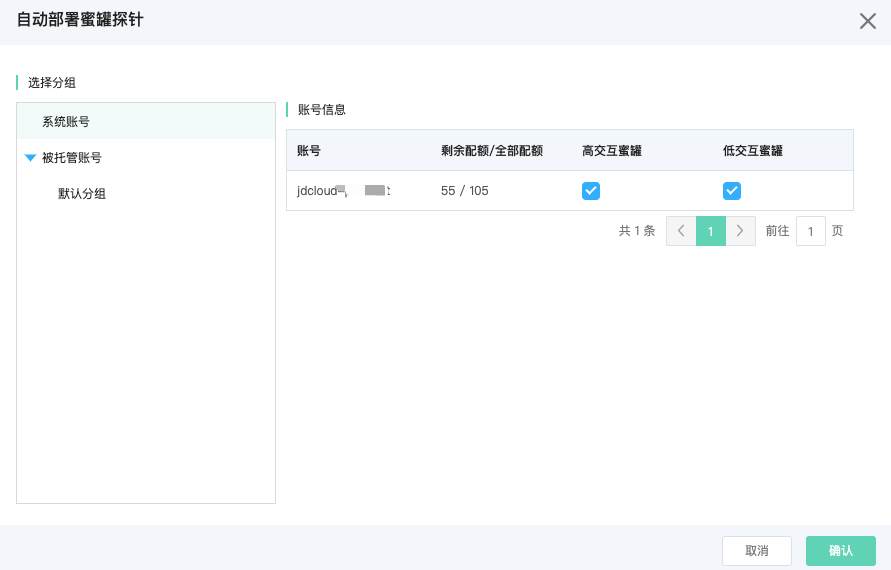 自动部署蜜罐探针
选择分组
系统账号
被托管账号
默认分组
账号信息
账号 剩余配额/全部配额 高交互蜜罐 低交互蜜罐
jdcloud- 55 / 105
共 1 条 1 前往 1 页
取消 确认